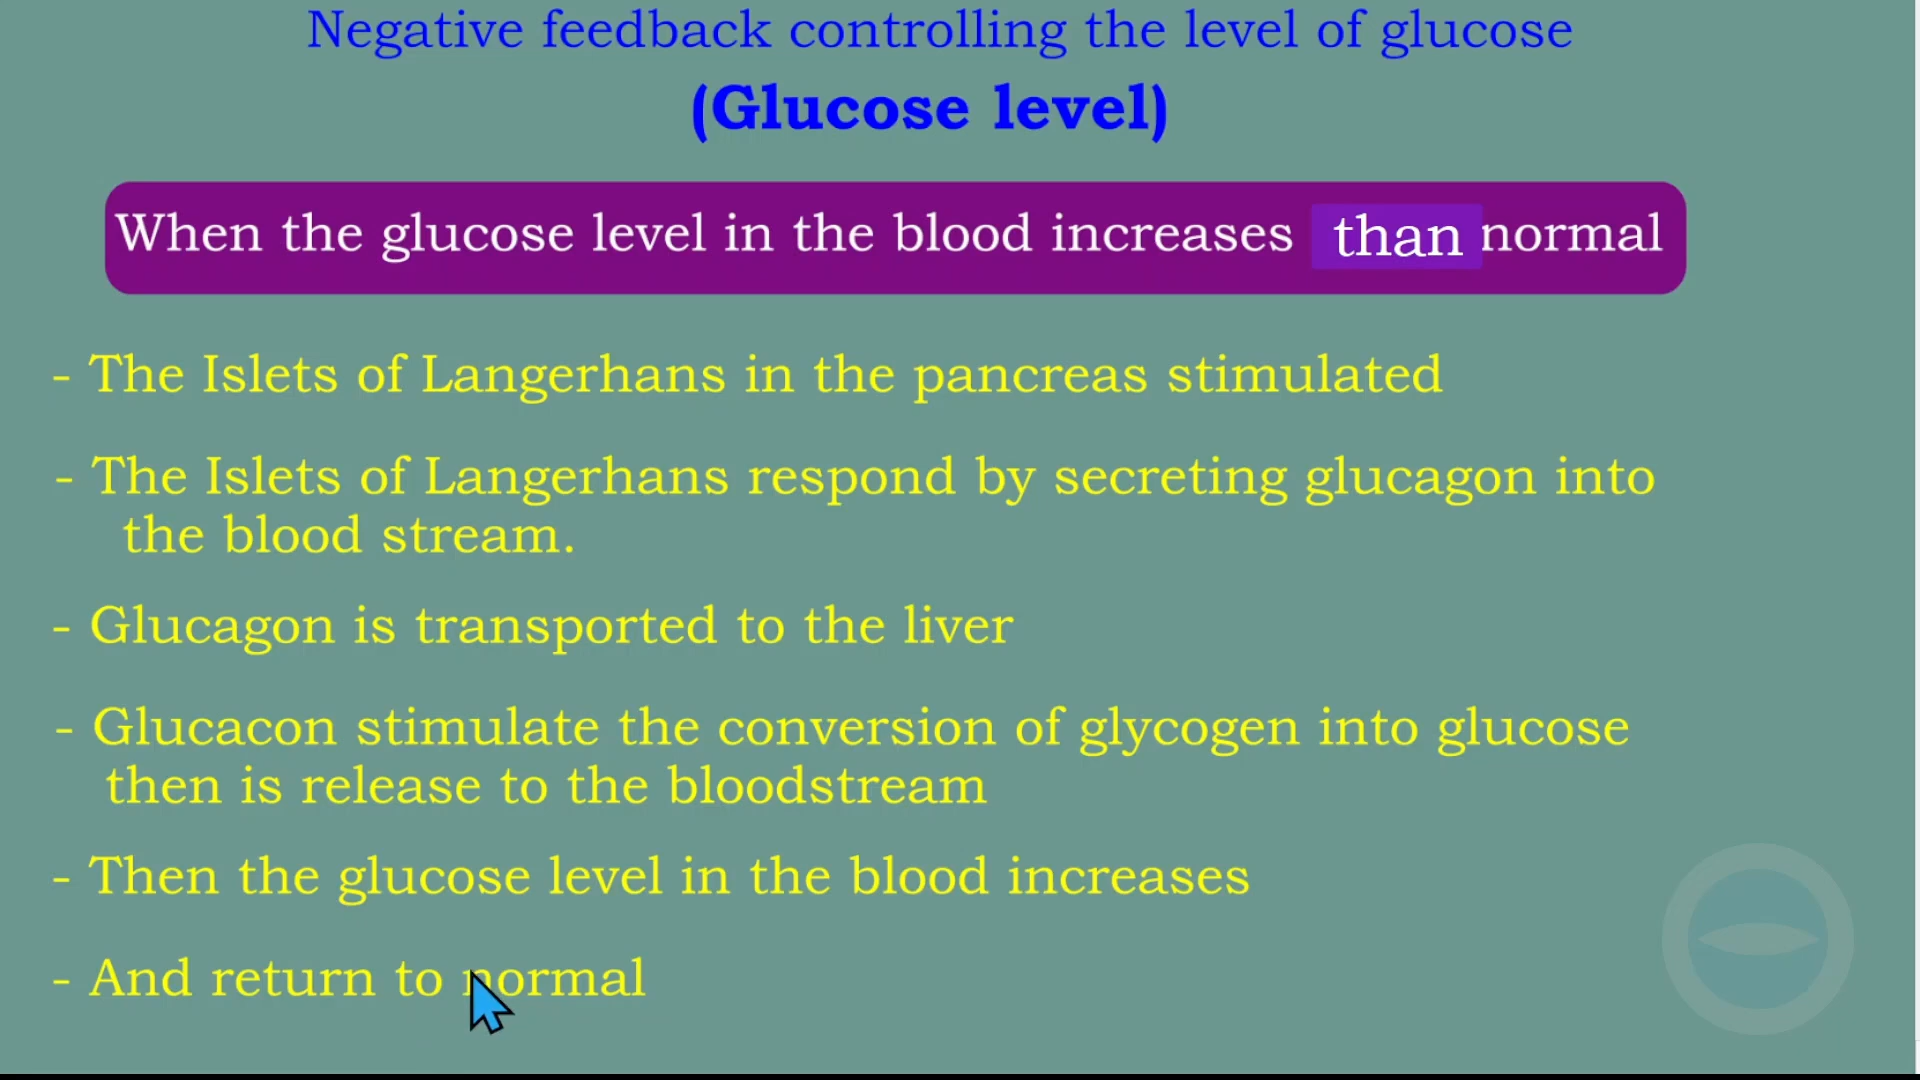 Negative feedback controlling the level of glucose
(Glucose level)
When the glucose level in the blood increases than normal
- The Islets of Langerhans in the pancreas stimulated
- The Islets of Langerhans respond by secreting glucagon into
the blood stream.
- Glucagon is transported to the liver
- Glucacon stimulate the conversion of glycogen into glucose
then is release to the bloodstream
- Then the glucose level in the blood increases
- And return to normal